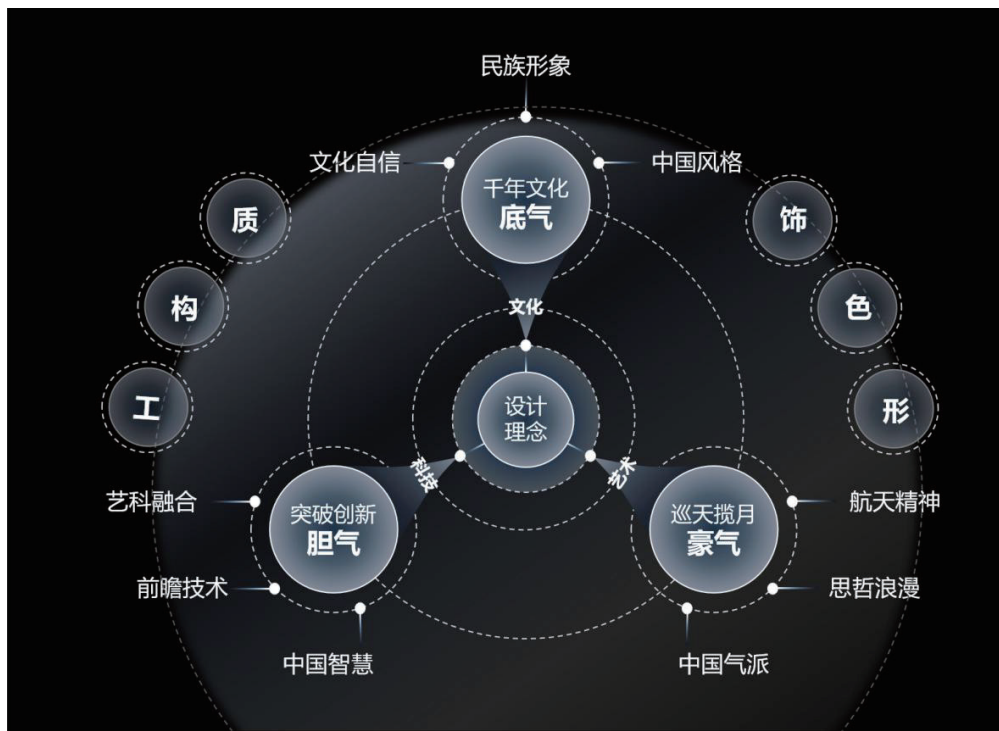 民族形象
文化自信
中国风格
千年文化
底气
质
饰
文化
构
色
设计
理念
工
形
科技
艺术
艺科融合
突破创新
胆气
巡天揽月
豪气
航天精神
前瞻技术
思哲浪漫
中国智慧
中国气派